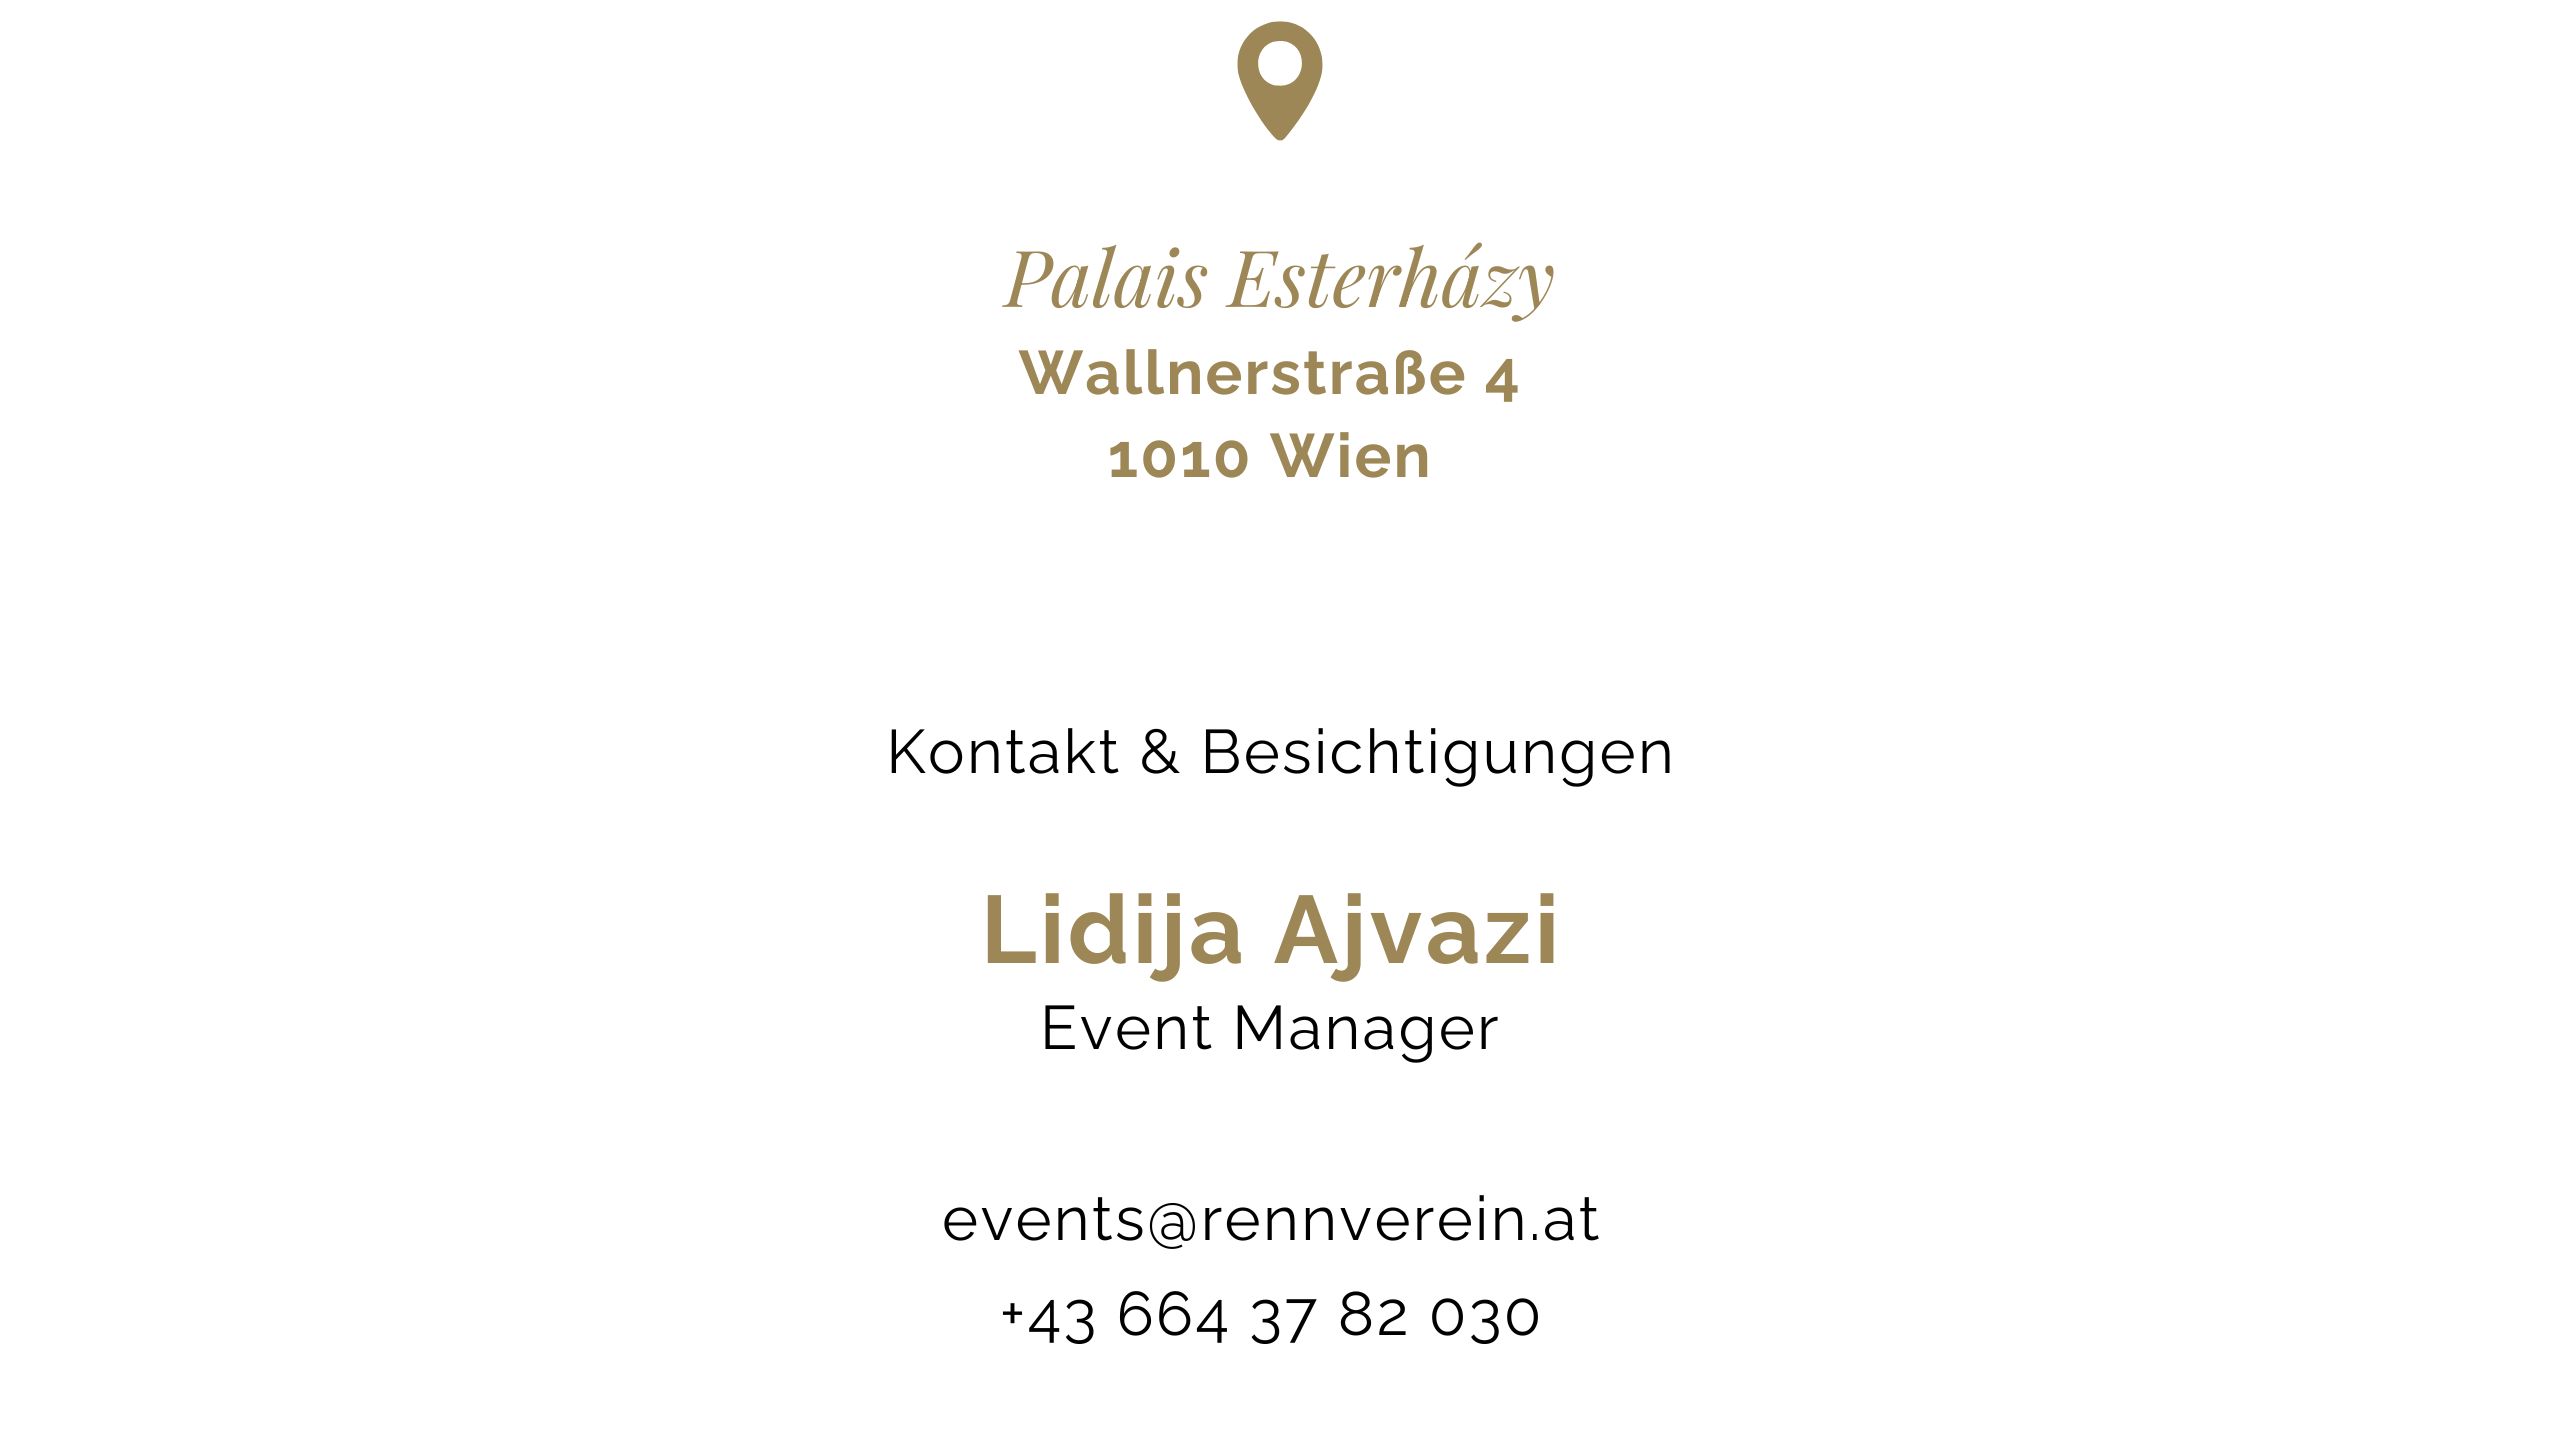 Palais Esterházy
Wallnerstraße 4
1010 Wien
Kontakt & Besichtigungen
Lidija Ajvazi
Event Manager
events@rennverein.at
+43 664 37 82 030